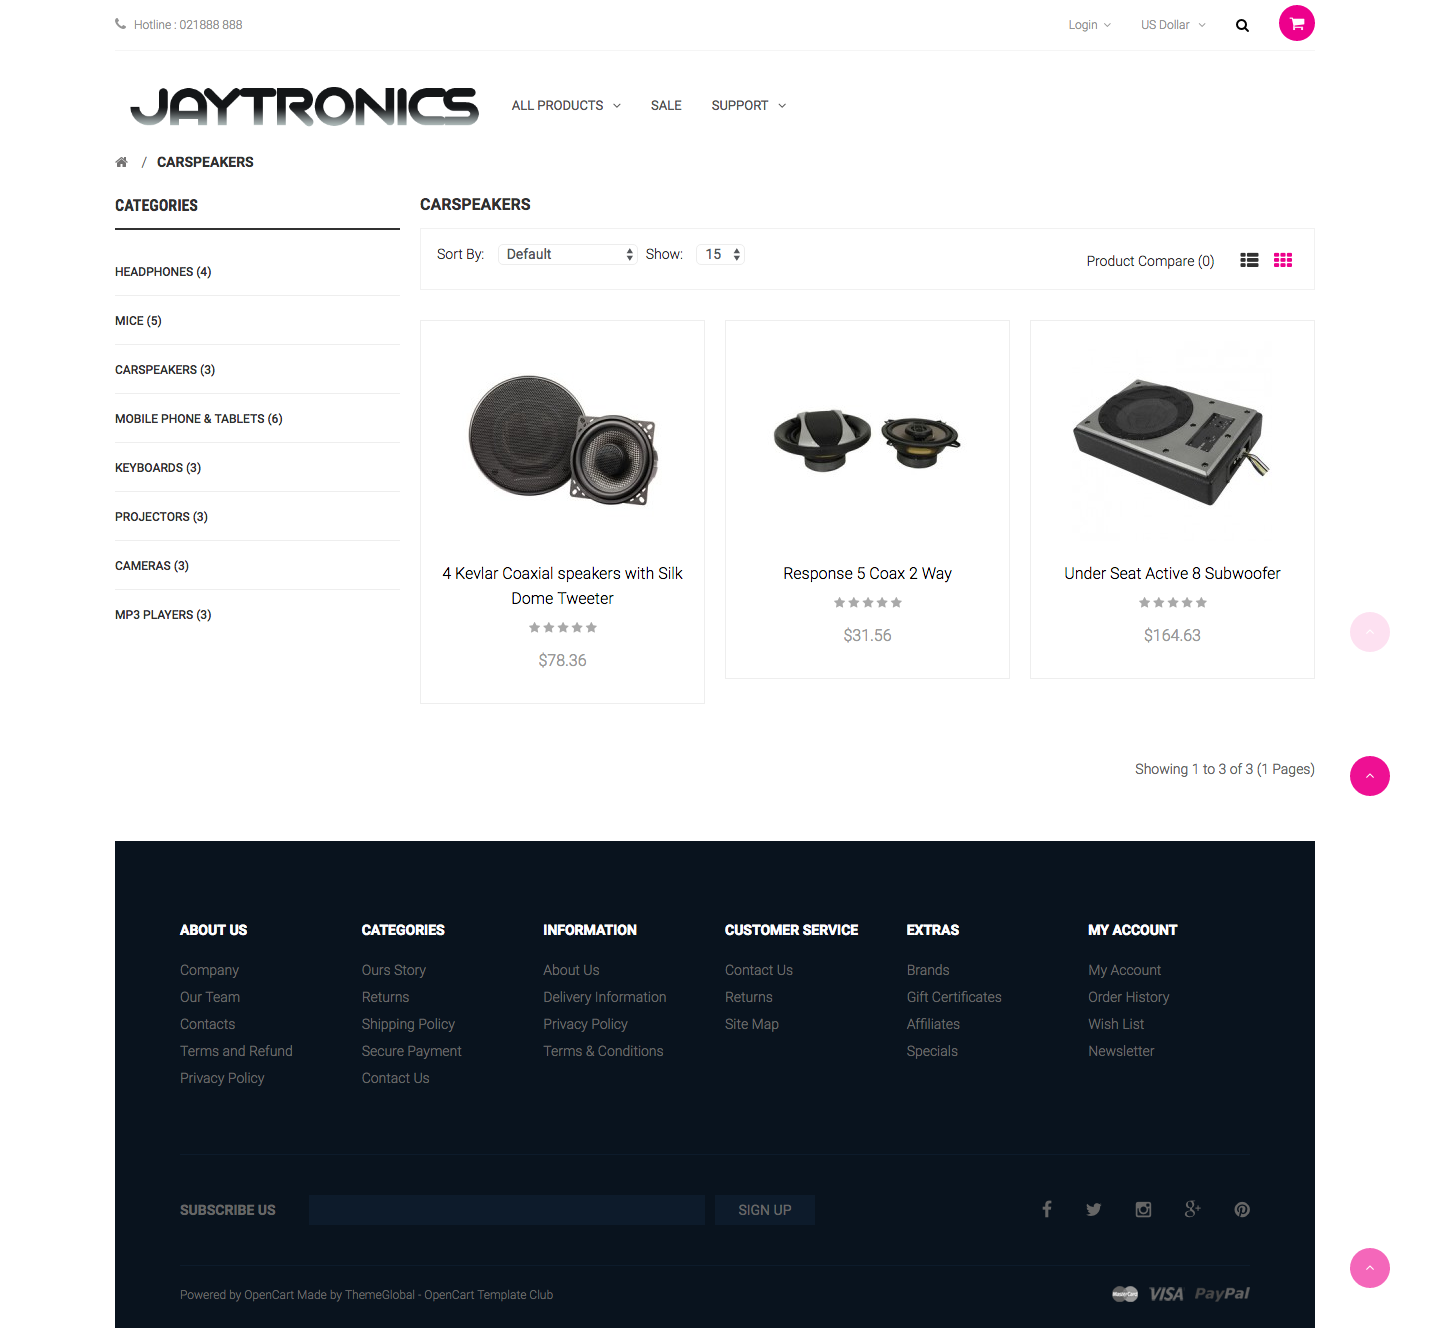 Hotline : 021888 888
Login
US Dollar
JAYTRONICS
ALL PRODUCTS
SALE
SUPPORT
/ CARSPEAKERS
CATEGORIES
HEADPHONES (4)
MICE (5)
CARSPEAKERS (3)
MOBILE PHONE & TABLETS (6)
KEYBOARDS (3)
PROJECTORS (3)
CAMERAS (3)
MP3 PLAYERS (3)
CARSPEAKERS
Sort By: Default Show: 15
Product Compare (0)
4 Kevlar Coaxial speakers with Silk
Dome Tweeter
$78.36
Response 5 Coax 2 Way
$31.56
Under Seat Active 8 Subwoofer
$164.63
Showing 1 to 3 of 3 (1 Pages)
ABOUT US
Company
Our Team
Contacts
Terms and Refund
Privacy Policy
CATEGORIES
Ours Story
Returns
Shipping Policy
Secure Payment
Contact Us
INFORMATION
About Us
Delivery Information
Privacy Policy
Terms & Conditions
CUSTOMER SERVICE
Contact Us
Returns
Site Map
EXTRAS
Brands
Gift Certificates
Affiliates
Specials
MY ACCOUNT
My Account
Order History
Wish List
Newsletter
SUBSCRIBE US
SIGN UP
Powered by OpenCart Made by ThemeGlobal - OpenCart Template Club
MasterCard VISA PayPal